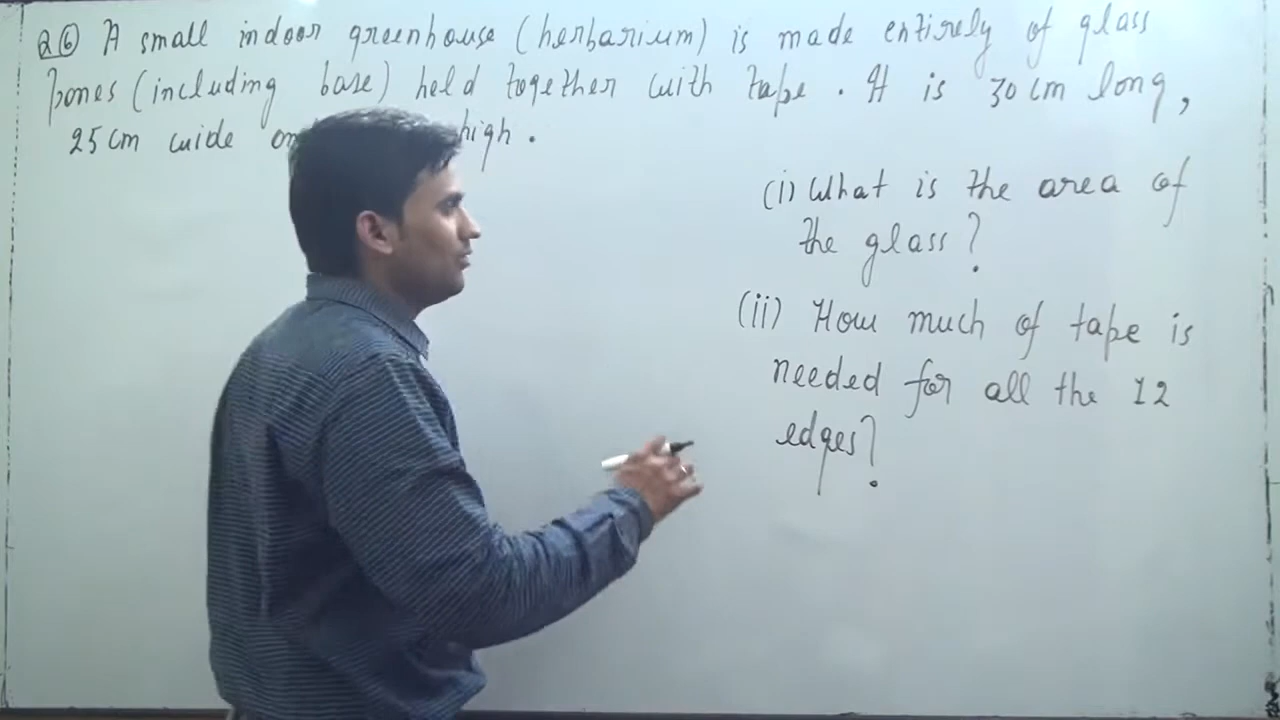 Q6 A small indoor greenhouse (herbarium) is made entirely of glass
panes (including base) held together with tape. It is 30 cm long,
25 cm wide high.
(i) What is the area of
the glass?
(ii) How much of tape is
needed for all the 12
edges?